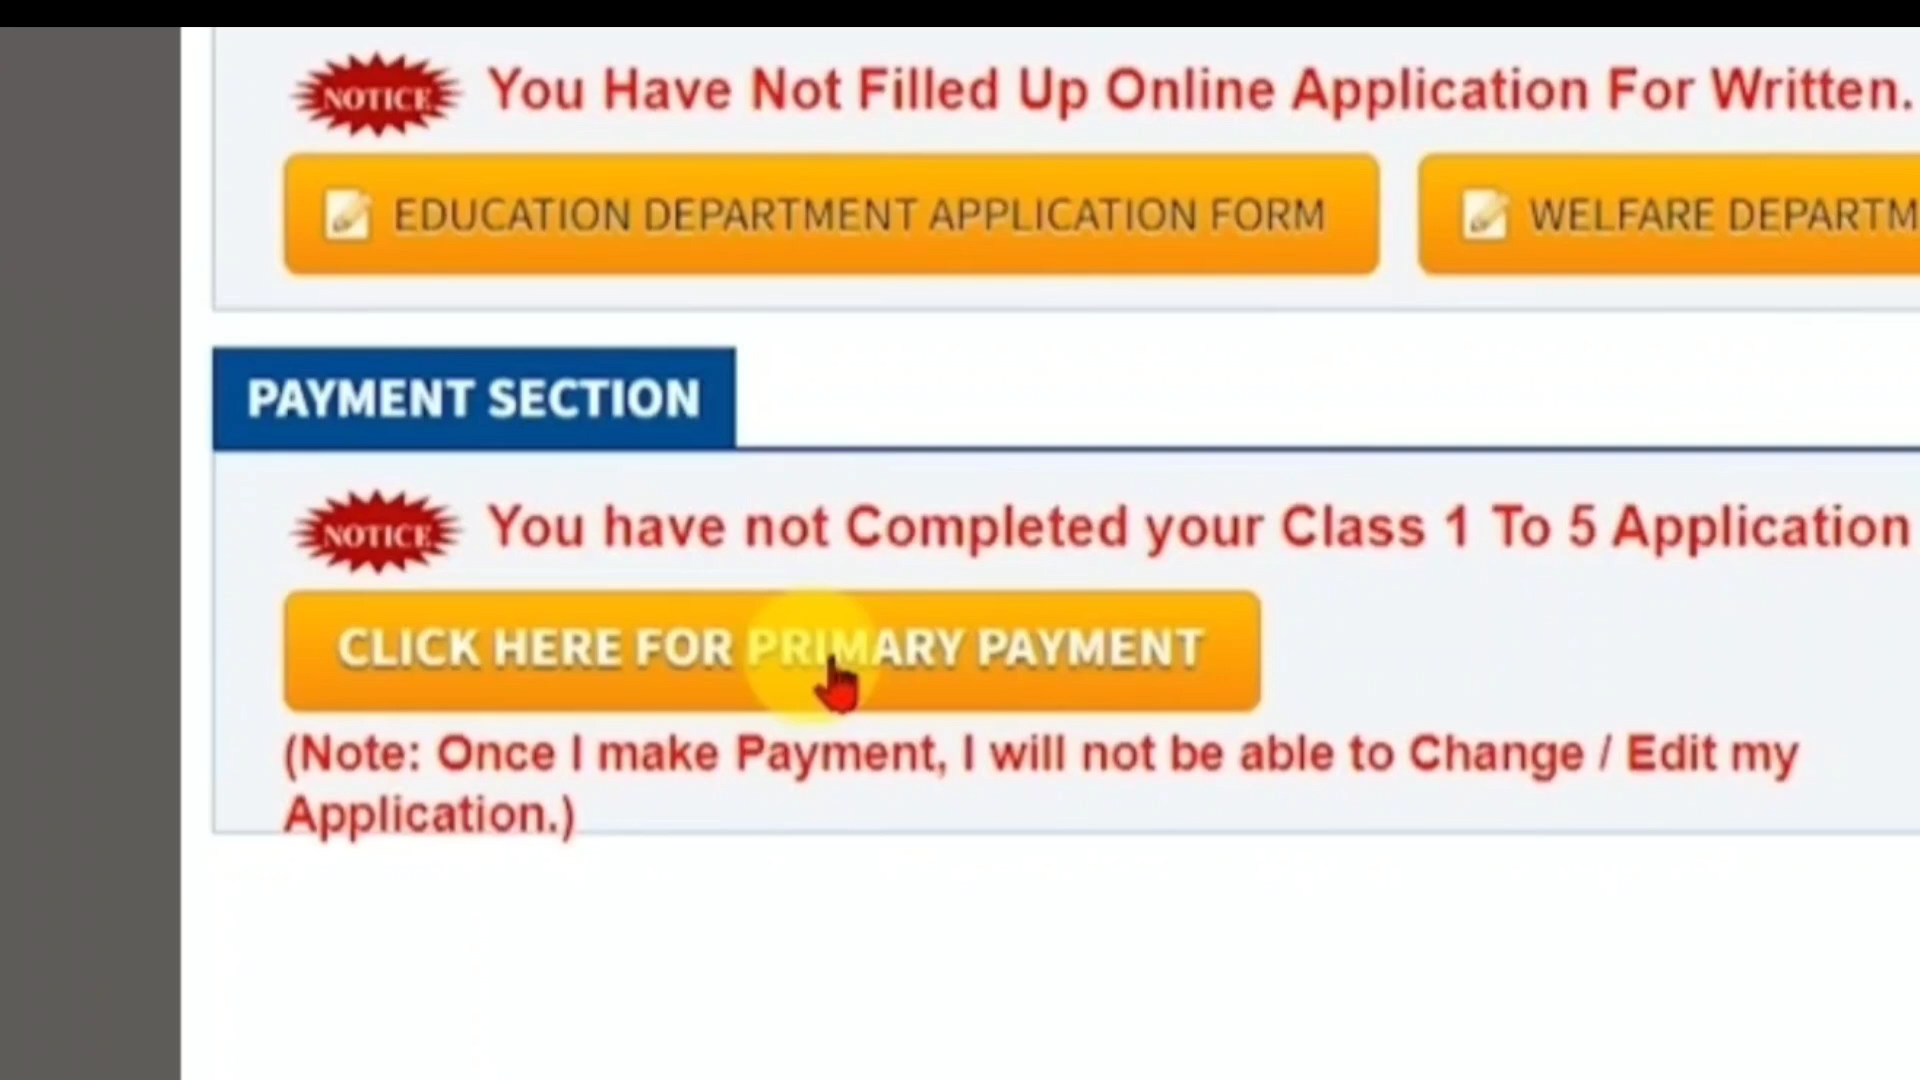 NOTICE You Have Not Filled Up Online Application For Written.
EDUCATION DEPARTMENT APPLICATION FORM WELFARE DEPARTM
PAYMENT SECTION
NOTICE You have not Completed your Class 1 To 5 Application
CLICK HERE FOR PRIMARY PAYMENT
(Note: Once I make Payment, I will not be able to Change / Edit my
Application.)